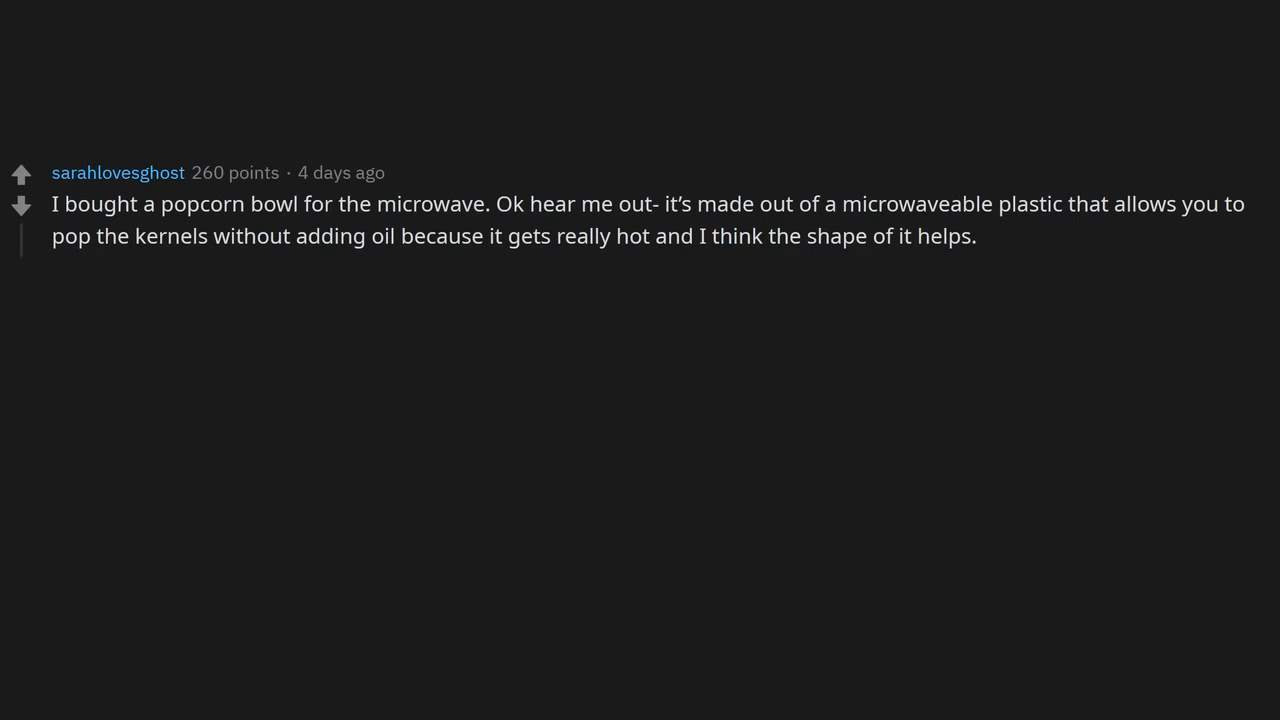 sarahlovesghost 260 points · 4 days ago
I bought a popcorn bowl for the microwave. Ok hear me out- it’s made out of a microwaveable plastic that allows you to
pop the kernels without adding oil because it gets really hot and I think the shape of it helps.